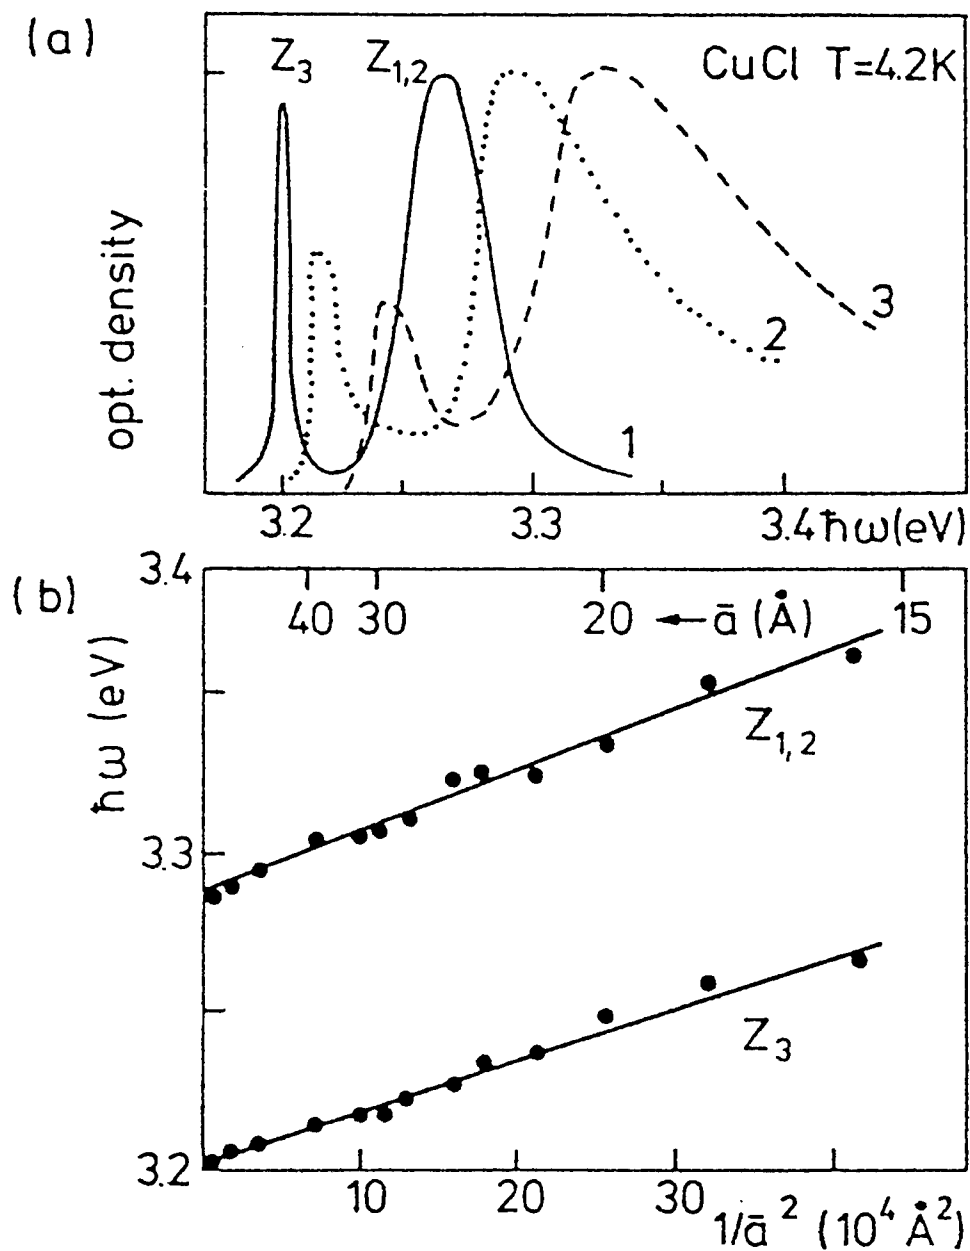 (a)
Z₃ Z₁,₂ CuCl T=4.2K
opt. density
1 2 3
3.2 3.3 3.4 ħω(eV)
(b)
3.4
40 30 20 ← ā (Å) 15
ħω (eV)
Z₁,₂
3.3
Z₃
3.2
10 20 30 1/ā² (10⁴ Å²)